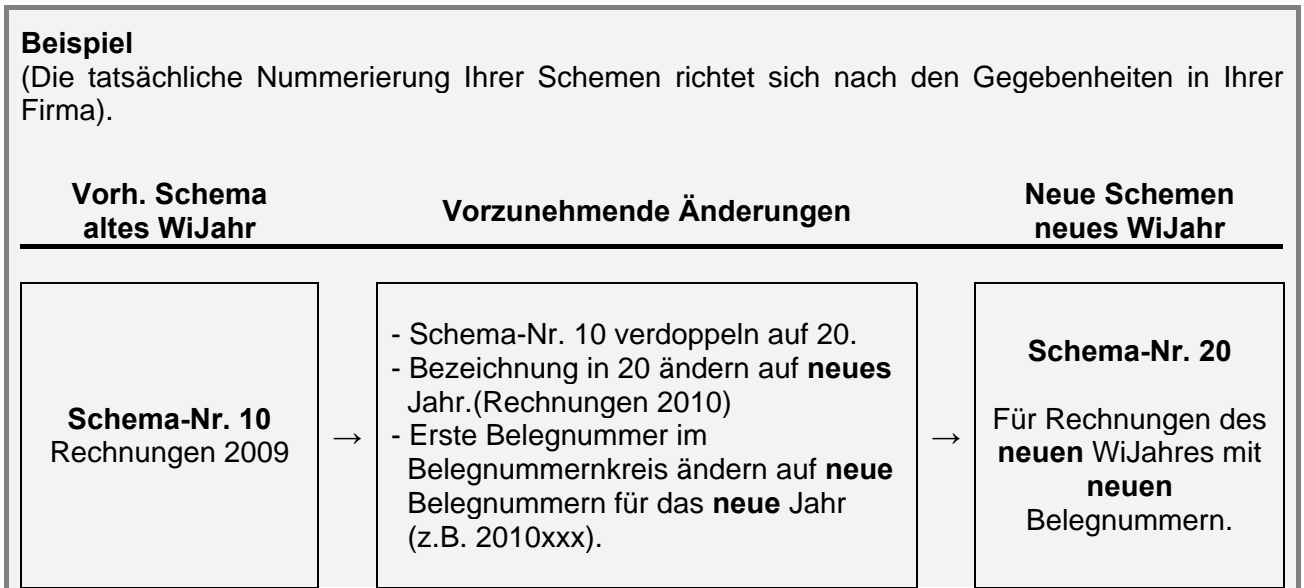 Beispiel
(Die tatsächliche Nummerierung Ihrer Schemen richtet sich nach den Gegebenheiten in Ihrer
Firma).
Vorh. Schema
altes WiJahr
Vorzunehmende Änderungen
Neue Schemen
neues WiJahr
Schema-Nr. 10
Rechnungen 2009
→
- Schema-Nr. 10 verdoppeln auf 20.
- Bezeichnung in 20 ändern auf neues
Jahr.(Rechnungen 2010)
- Erste Belegnummer im
Belegnummernkreis ändern auf neue
Belegnummern für das neue Jahr
(z.B. 2010xxx).
→
Schema-Nr. 20
Für Rechnungen des
neuen WiJahres mit
neuen
Belegnummern.